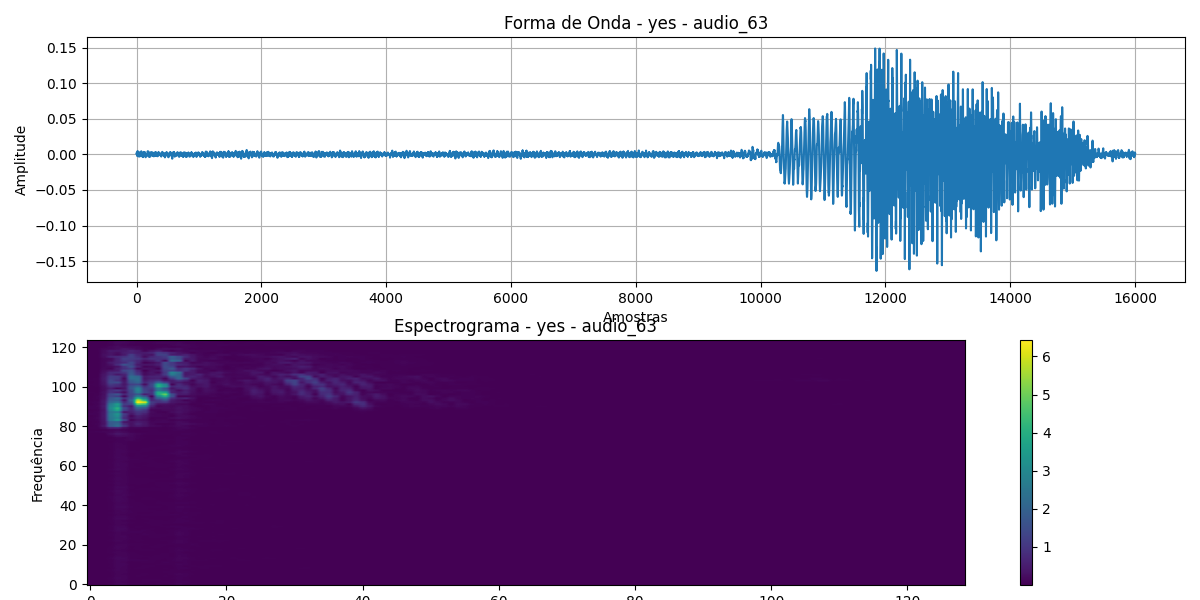 Forma de Onda - yes - audio_63
0.15
0.10
0.05
0.00
−0.05
−0.10
−0.15
Amplitude
0 2000 4000 6000 8000 10000 12000 14000 16000
Amostras
Espectrograma - yes - audio_63
120
100
80
60
40
20
0
Frequência
0 20 40 60 80 100 120
6
5
4
3
2
1